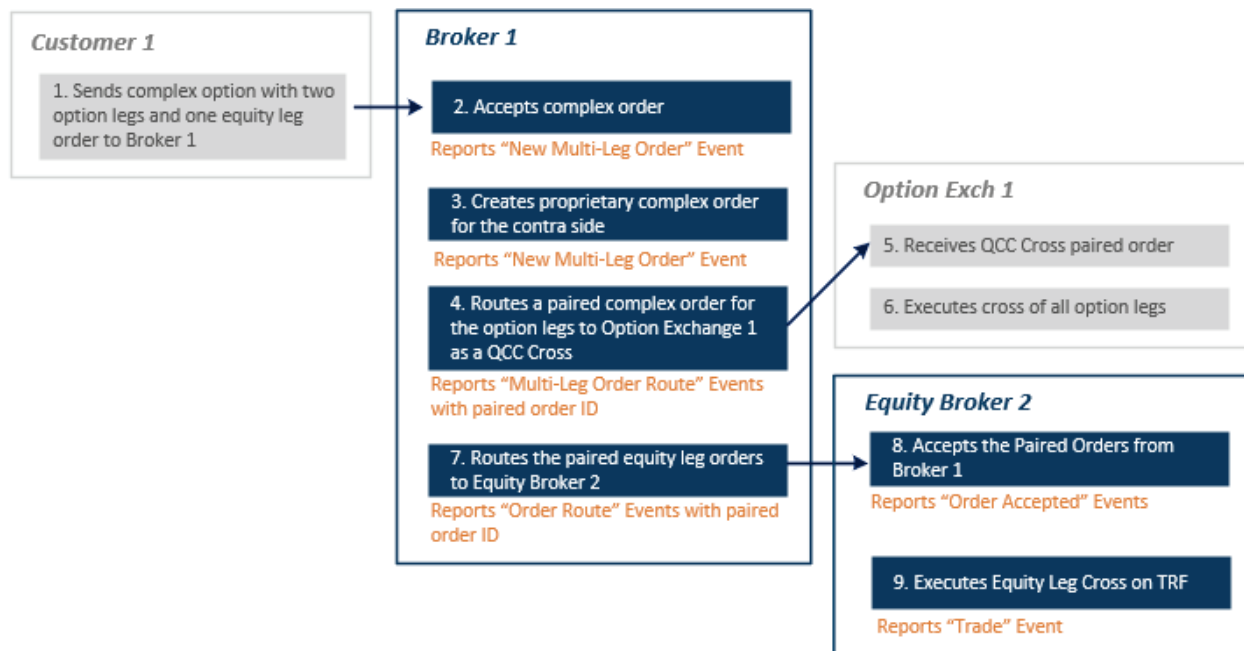 Customer 1
1. Sends complex option with two
option legs and one equity leg
order to Broker 1
Broker 1
2. Accepts complex order
Reports “New Multi-Leg Order” Event
3. Creates proprietary complex order
for the contra side
Reports “New Multi-Leg Order” Event
4. Routes a paired complex order for
the option legs to Option Exchange 1
as a QCC Cross
Reports “Multi-Leg Order Route” Events
with paired order ID
7. Routes the paired equity leg orders
to Equity Broker 2
Reports “Order Route” Events with paired
order ID
Option Exch 1
5. Receives QCC Cross paired order
6. Executes cross of all option legs
Equity Broker 2
8. Accepts the Paired Orders from
Broker 1
Reports “Order Accepted” Events
9. Executes Equity Leg Cross on TRF
Reports “Trade” Event